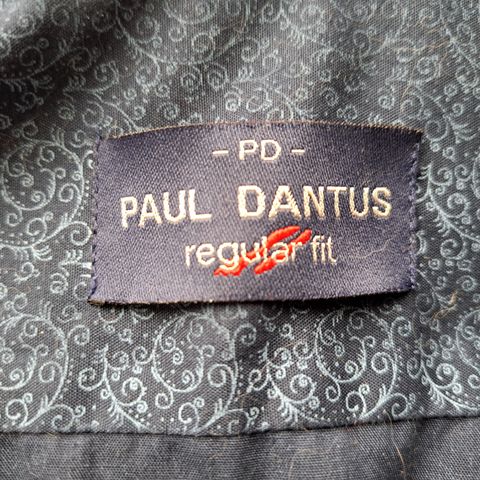 - PD -
PAUL DANTUS
regular fit